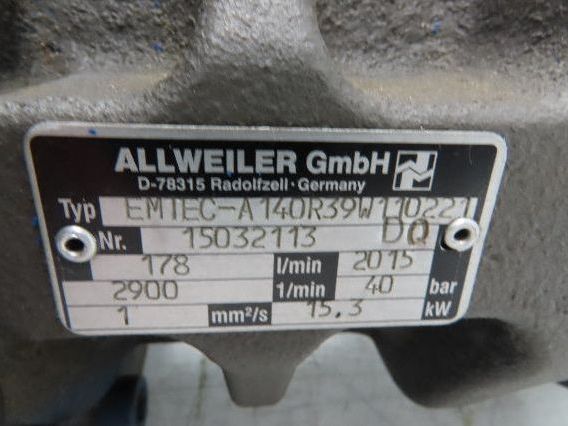 ALLWEILER GmbH
D-78315 Radolfzell · Germany
Typ EMTEC-A140R39W110221
Nr. 15032113 DQ
178 l/min 2015
2900 1/min 40 bar
1 mm²/s 15.3 kW